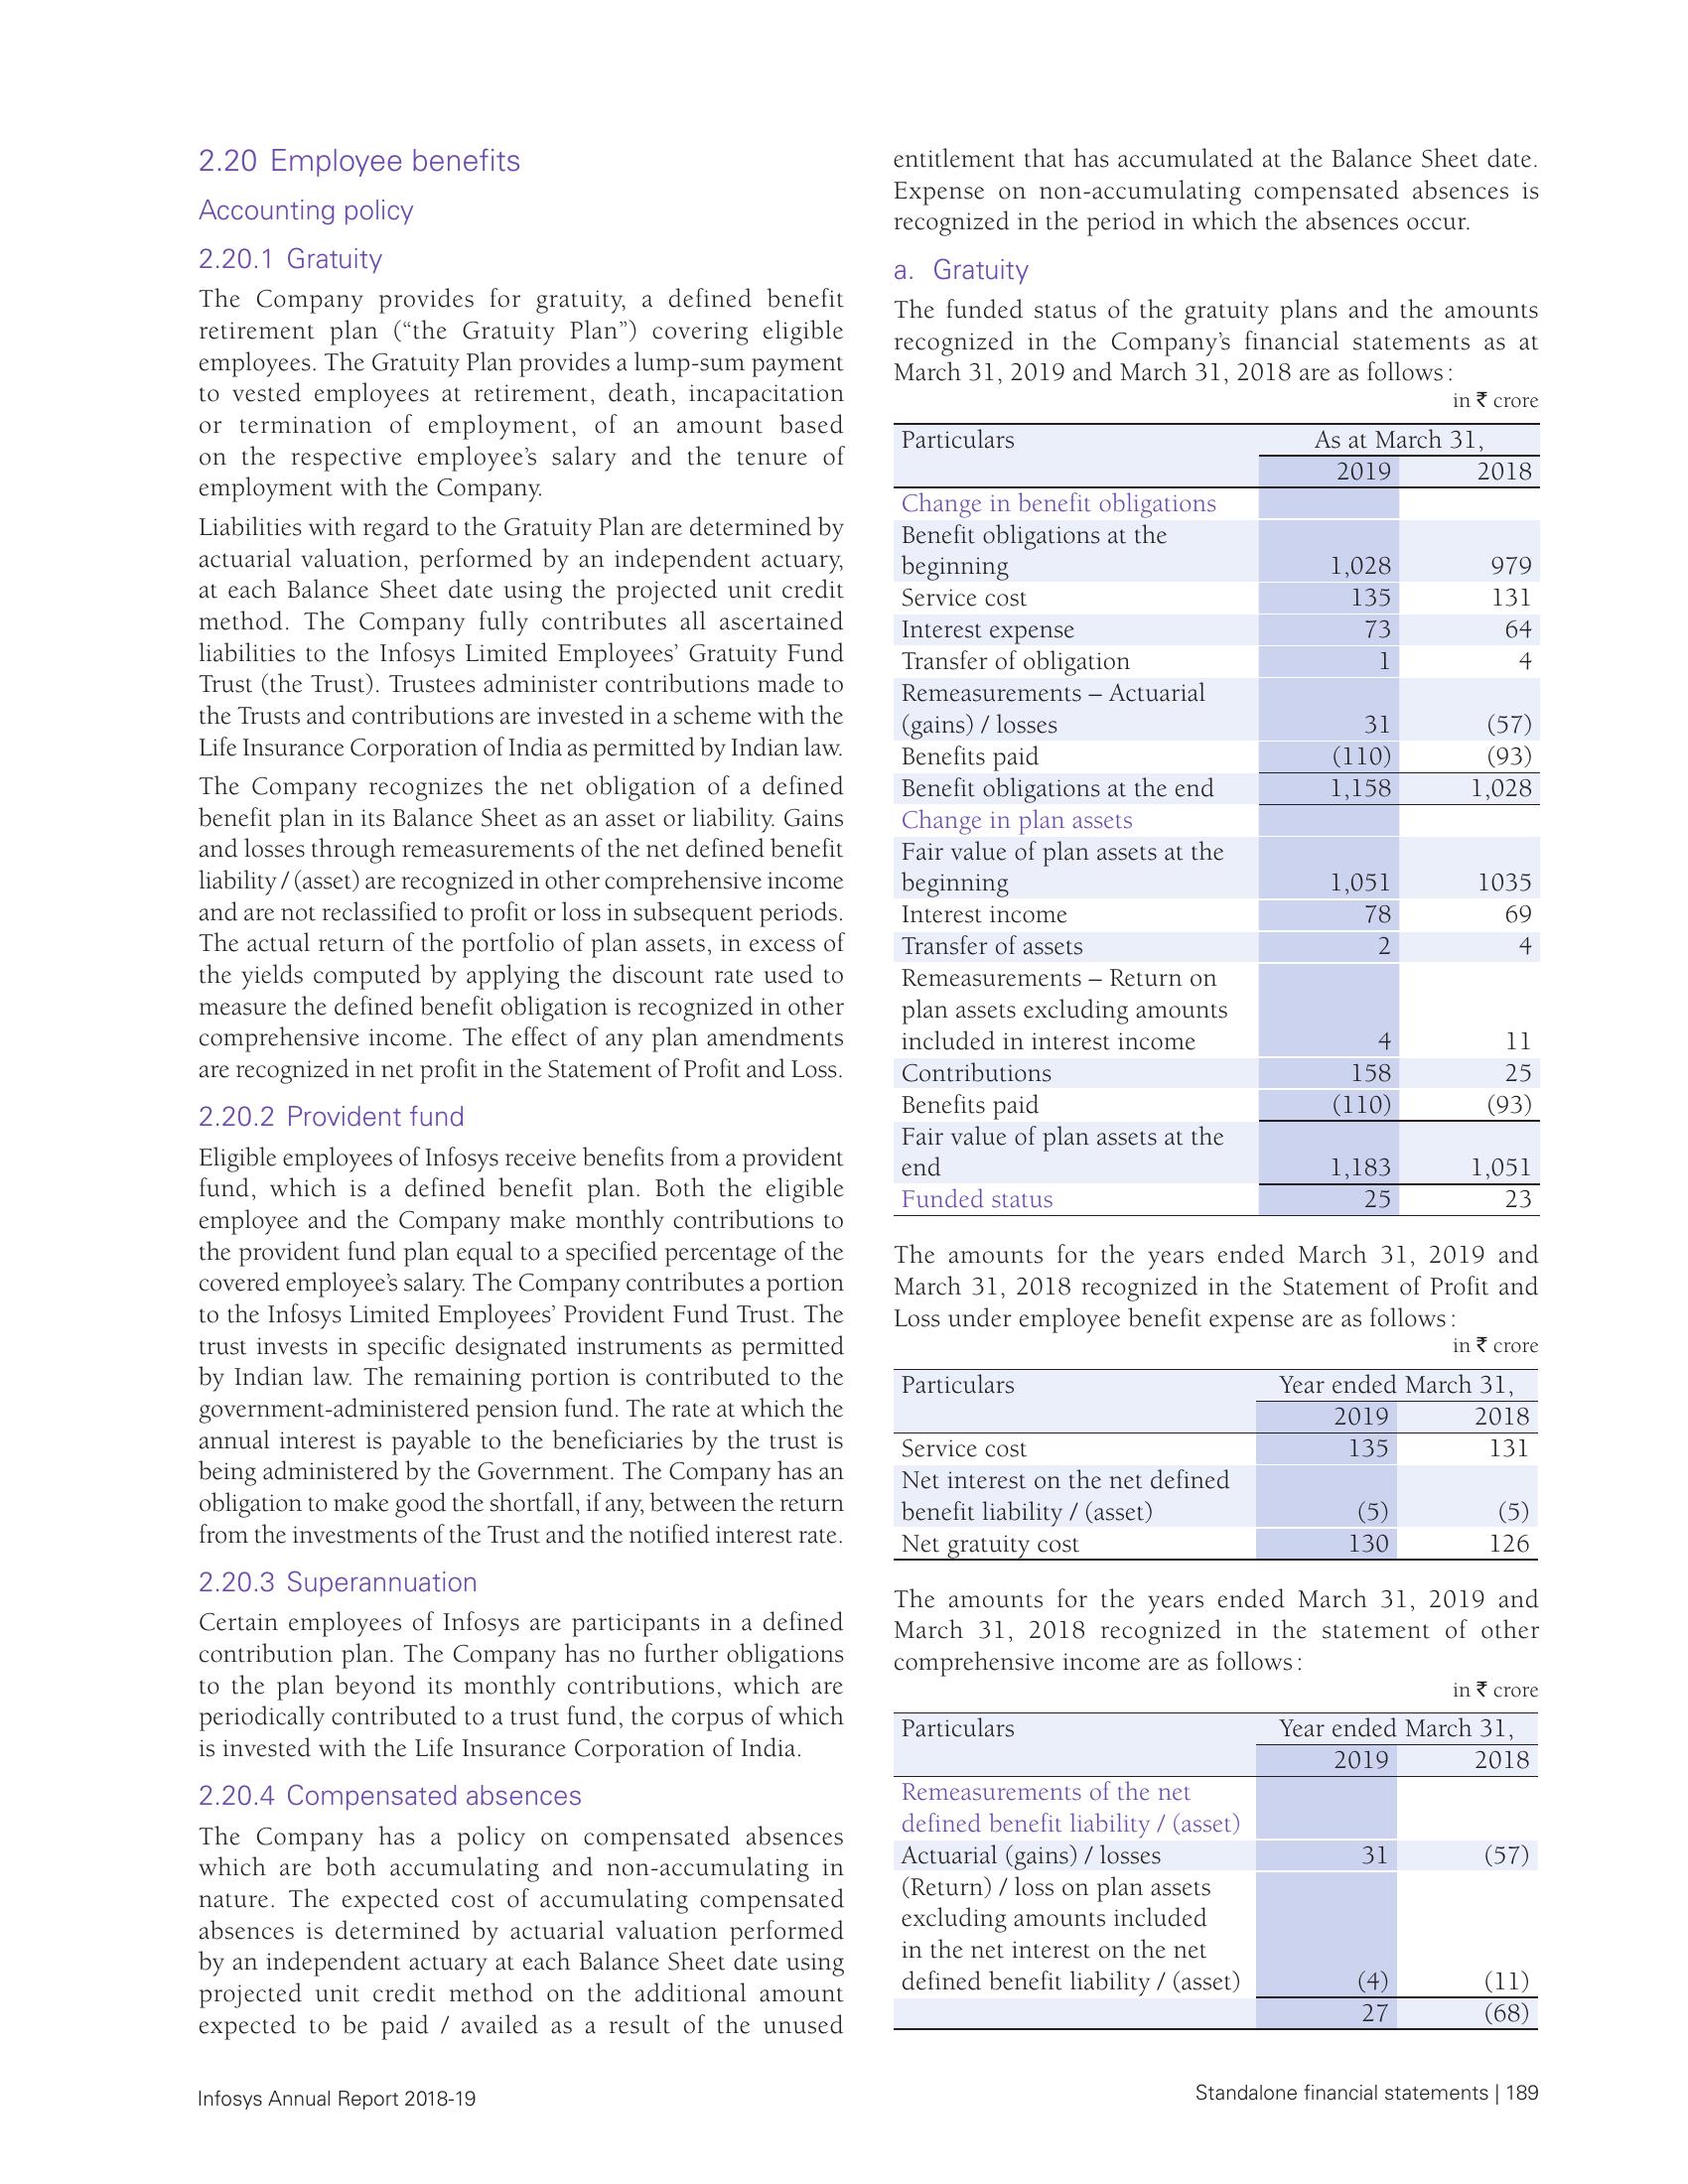 2.20 Employee benefits
Accounting policy
2.20.1 Gratuity
The Company provides for gratuity, a defined benefit
retirement plan (“the Gratuity Plan”) covering eligible
employees. The Gratuity Plan provides a lump-sum payment
to vested employees at retirement, death, incapacitation
or termination of employment, of an amount based
on the respective employee’s salary and the tenure of
employment with the Company.
Liabilities with regard to the Gratuity Plan are determined by
actuarial valuation, performed by an independent actuary,
at each Balance Sheet date using the projected unit credit
method. The Company fully contributes all ascertained
liabilities to the Infosys Limited Employees’ Gratuity Fund
Trust (the Trust). Trustees administer contributions made to
the Trusts and contributions are invested in a scheme with the
Life Insurance Corporation of India as permitted by Indian law.
The Company recognizes the net obligation of a defined
benefit plan in its Balance Sheet as an asset or liability. Gains
and losses through remeasurements of the net defined benefit
liability / (asset) are recognized in other comprehensive income
and are not reclassified to profit or loss in subsequent periods.
The actual return of the portfolio of plan assets, in excess of
the yields computed by applying the discount rate used to
measure the defined benefit obligation is recognized in other
comprehensive income. The effect of any plan amendments
are recognized in net profit in the Statement of Profit and Loss.
2.20.2 Provident fund
Eligible employees of Infosys receive benefits from a provident
fund, which is a defined benefit plan. Both the eligible
employee and the Company make monthly contributions to
the provident fund plan equal to a specified percentage of the
covered employee’s salary. The Company contributes a portion
to the Infosys Limited Employees’ Provident Fund Trust. The
trust invests in specific designated instruments as permitted
by Indian law. The remaining portion is contributed to the
government-administered pension fund. The rate at which the
annual interest is payable to the beneficiaries by the trust is
being administered by the Government. The Company has an
obligation to make good the shortfall, if any, between the return
from the investments of the Trust and the notified interest rate.
2.20.3 Superannuation
Certain employees of Infosys are participants in a defined
contribution plan. The Company has no further obligations
to the plan beyond its monthly contributions, which are
periodically contributed to a trust fund, the corpus of which
is invested with the Life Insurance Corporation of India.
2.20.4 Compensated absences
The Company has a policy on compensated absences
which are both accumulating and non-accumulating in
nature. The expected cost of accumulating compensated
absences is determined by actuarial valuation performed
by an independent actuary at each Balance Sheet date using
projected unit credit method on the additional amount
expected to be paid / availed as a result of the unused
entitlement that has accumulated at the Balance Sheet date.
Expense on non-accumulating compensated absences is
recognized in the period in which the absences occur.
a. Gratuity
The funded status of the gratuity plans and the amounts
recognized in the Company’s financial statements as at
March 31, 2019 and March 31, 2018 are as follows:
in ₹ crore
Particulars As at March 31,
2019 2018
Change in benefit obligations
Benefit obligations at the
beginning 1,028 979
Service cost 135 131
Interest expense 73 64
Transfer of obligation 1 4
Remeasurements – Actuarial
(gains) / losses 31 (57)
Benefits paid (110) (93)
Benefit obligations at the end 1,158 1,028
Change in plan assets
Fair value of plan assets at the
beginning 1,051 1035
Interest income 78 69
Transfer of assets 2 4
Remeasurements – Return on
plan assets excluding amounts
included in interest income 4 11
Contributions 158 25
Benefits paid (110) (93)
Fair value of plan assets at the
end 1,183 1,051
Funded status 25 23
The amounts for the years ended March 31, 2019 and
March 31, 2018 recognized in the Statement of Profit and
Loss under employee benefit expense are as follows:
in ₹ crore
Particulars Year ended March 31,
2019 2018
Service cost 135 131
Net interest on the net defined
benefit liability / (asset) (5) (5)
Net gratuity cost 130 126
The amounts for the years ended March 31, 2019 and
March 31, 2018 recognized in the statement of other
comprehensive income are as follows:
in ₹ crore
Particulars Year ended March 31,
2019 2018
Remeasurements of the net
defined benefit liability / (asset)
Actuarial (gains) / losses 31 (57)
(Return) / loss on plan assets
excluding amounts included
in the net interest on the net
defined benefit liability / (asset) (4) (11)
27 (68)
Infosys Annual Report 2018-19
Standalone financial statements | 189